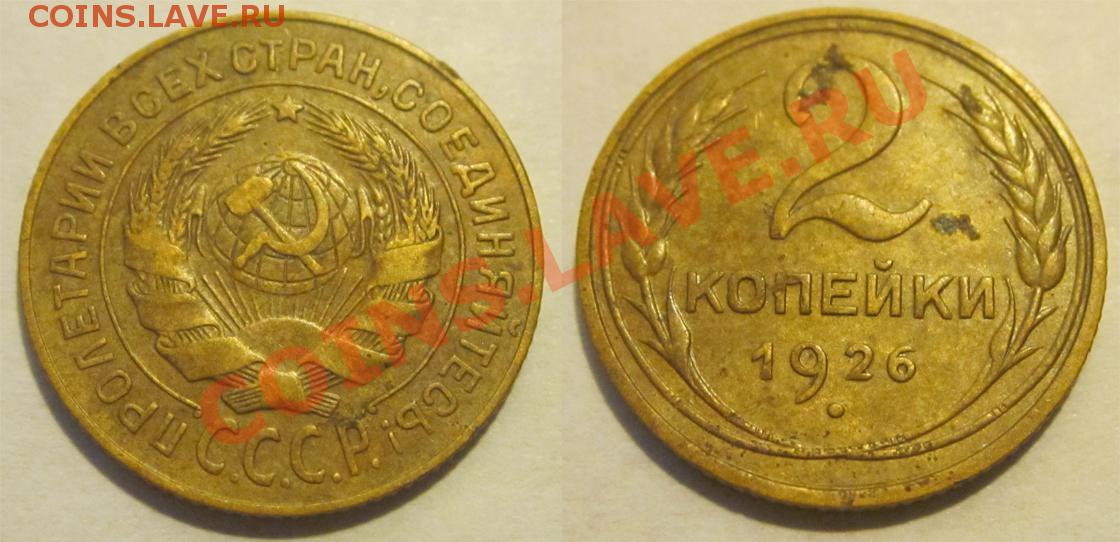 COINS.LAVE.RU
ПРОЛЕТАРИИ ВСЕХ СТРАН, СОЕДИНЯЙТЕСЬ!
С.С.С.Р.
COINS.LAVE.RU
2
КОПЕЙКИ
1926